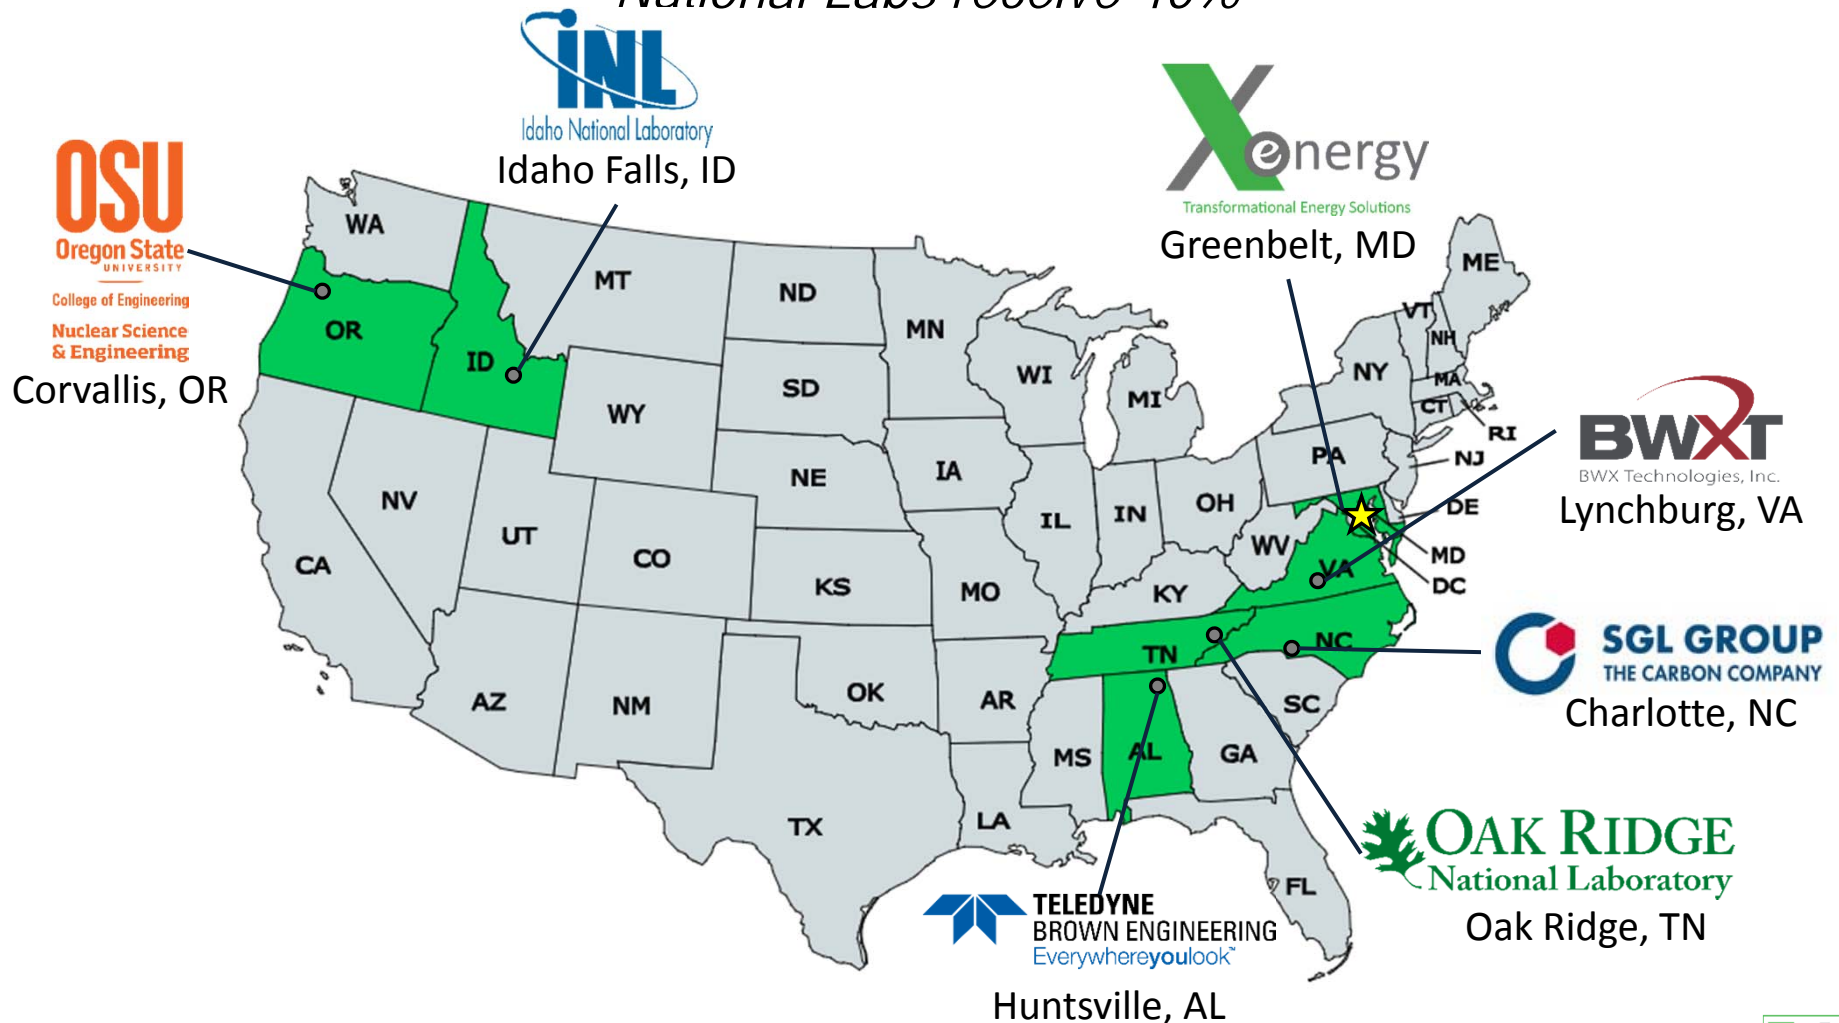 National Labs receive 40%
INL
Idaho National Laboratory
Idaho Falls, ID
OSU
Oregon State
UNIVERSITY
College of Engineering
Nuclear Science
& Engineering
Corvallis, OR
X energy
Transformational Energy Solutions
Greenbelt, MD
BWXT
BWX Technologies, Inc.
Lynchburg, VA
SGL GROUP
THE CARBON COMPANY
Charlotte, NC
OAK RIDGE
National Laboratory
Oak Ridge, TN
TELEDYNE
BROWN ENGINEERING
Everywhereyoulook™
Huntsville, AL
WA
OR
ID
MT
ND
MN
WI
MI
NY
VT
NH
ME
MA
CT
RI
NJ
PA
DE
MD
DC
SD
WY
NE
IA
IL
IN
OH
WV
VA
KY
NV
UT
CO
KS
MO
CA
AZ
NM
OK
AR
TN
NC
SC
MS
AL
GA
TX
LA
FL